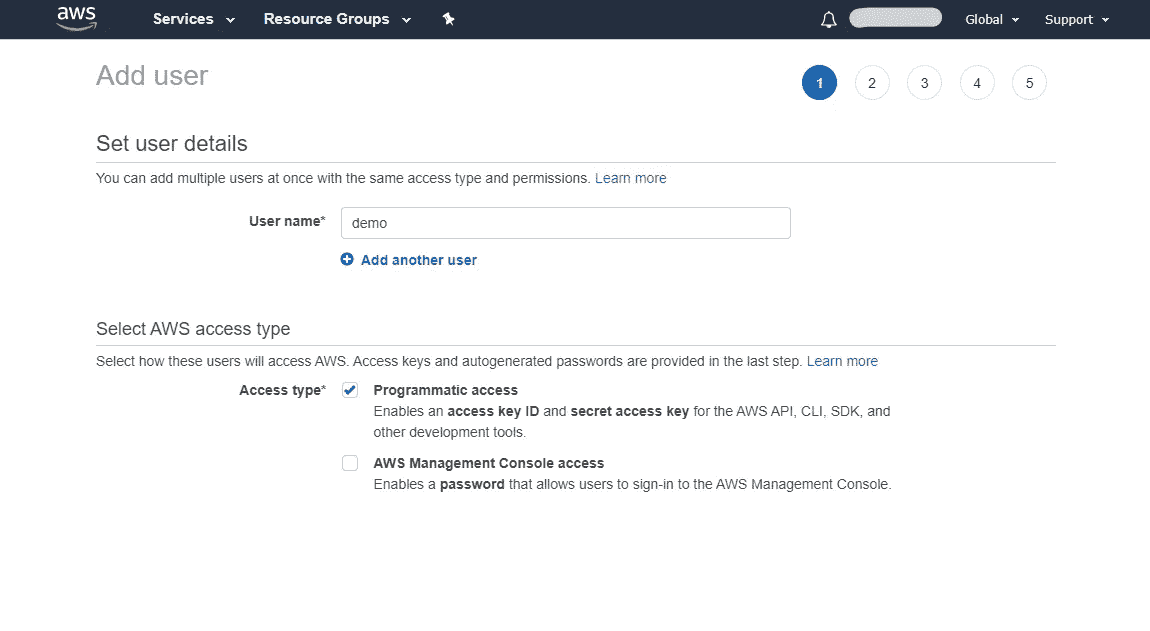 aws Services Resource Groups Global Support
Add user
1 2 3 4 5
Set user details
You can add multiple users at once with the same access type and permissions. Learn more
User name* demo
Add another user
Select AWS access type
Select how these users will access AWS. Access keys and autogenerated passwords are provided in the last step. Learn more
Access type* Programmatic access
Enables an access key ID and secret access key for the AWS API, CLI, SDK, and
other development tools.
AWS Management Console access
Enables a password that allows users to sign-in to the AWS Management Console.